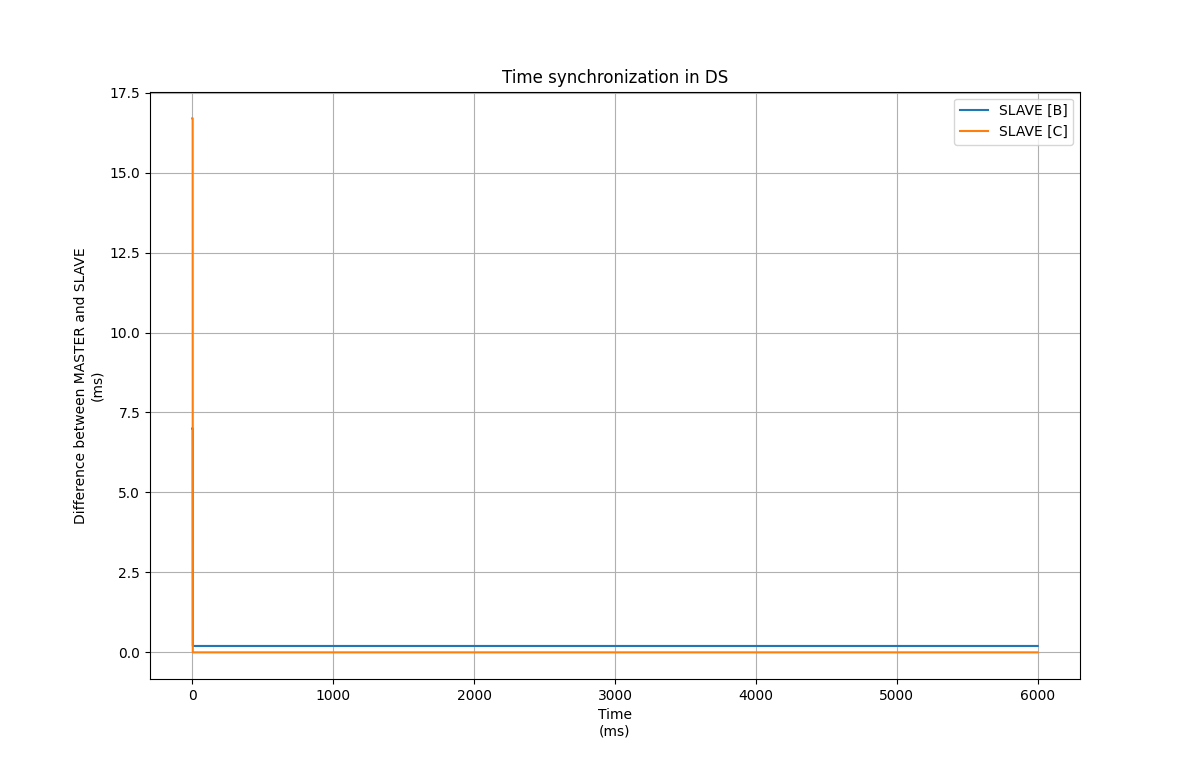 Time synchronization in DS
17.5
15.0
12.5
10.0
7.5
5.0
2.5
0.0
Difference between MASTER and SLAVE
(ms)
SLAVE [B]
SLAVE [C]
0 1000 2000 3000 4000 5000 6000
Time
(ms)